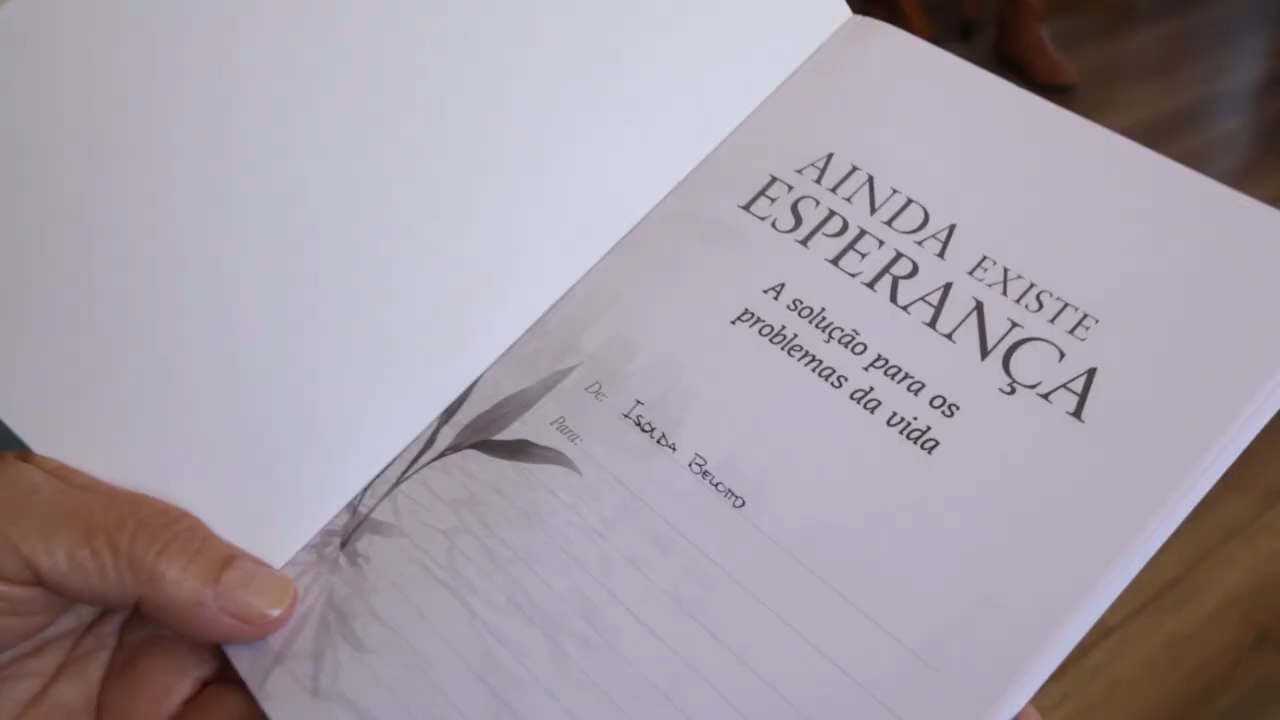 AINDA EXISTE
ESPERANÇA
A solução para os
problemas da vida
De: ISOLDA BELOTTO
Para: